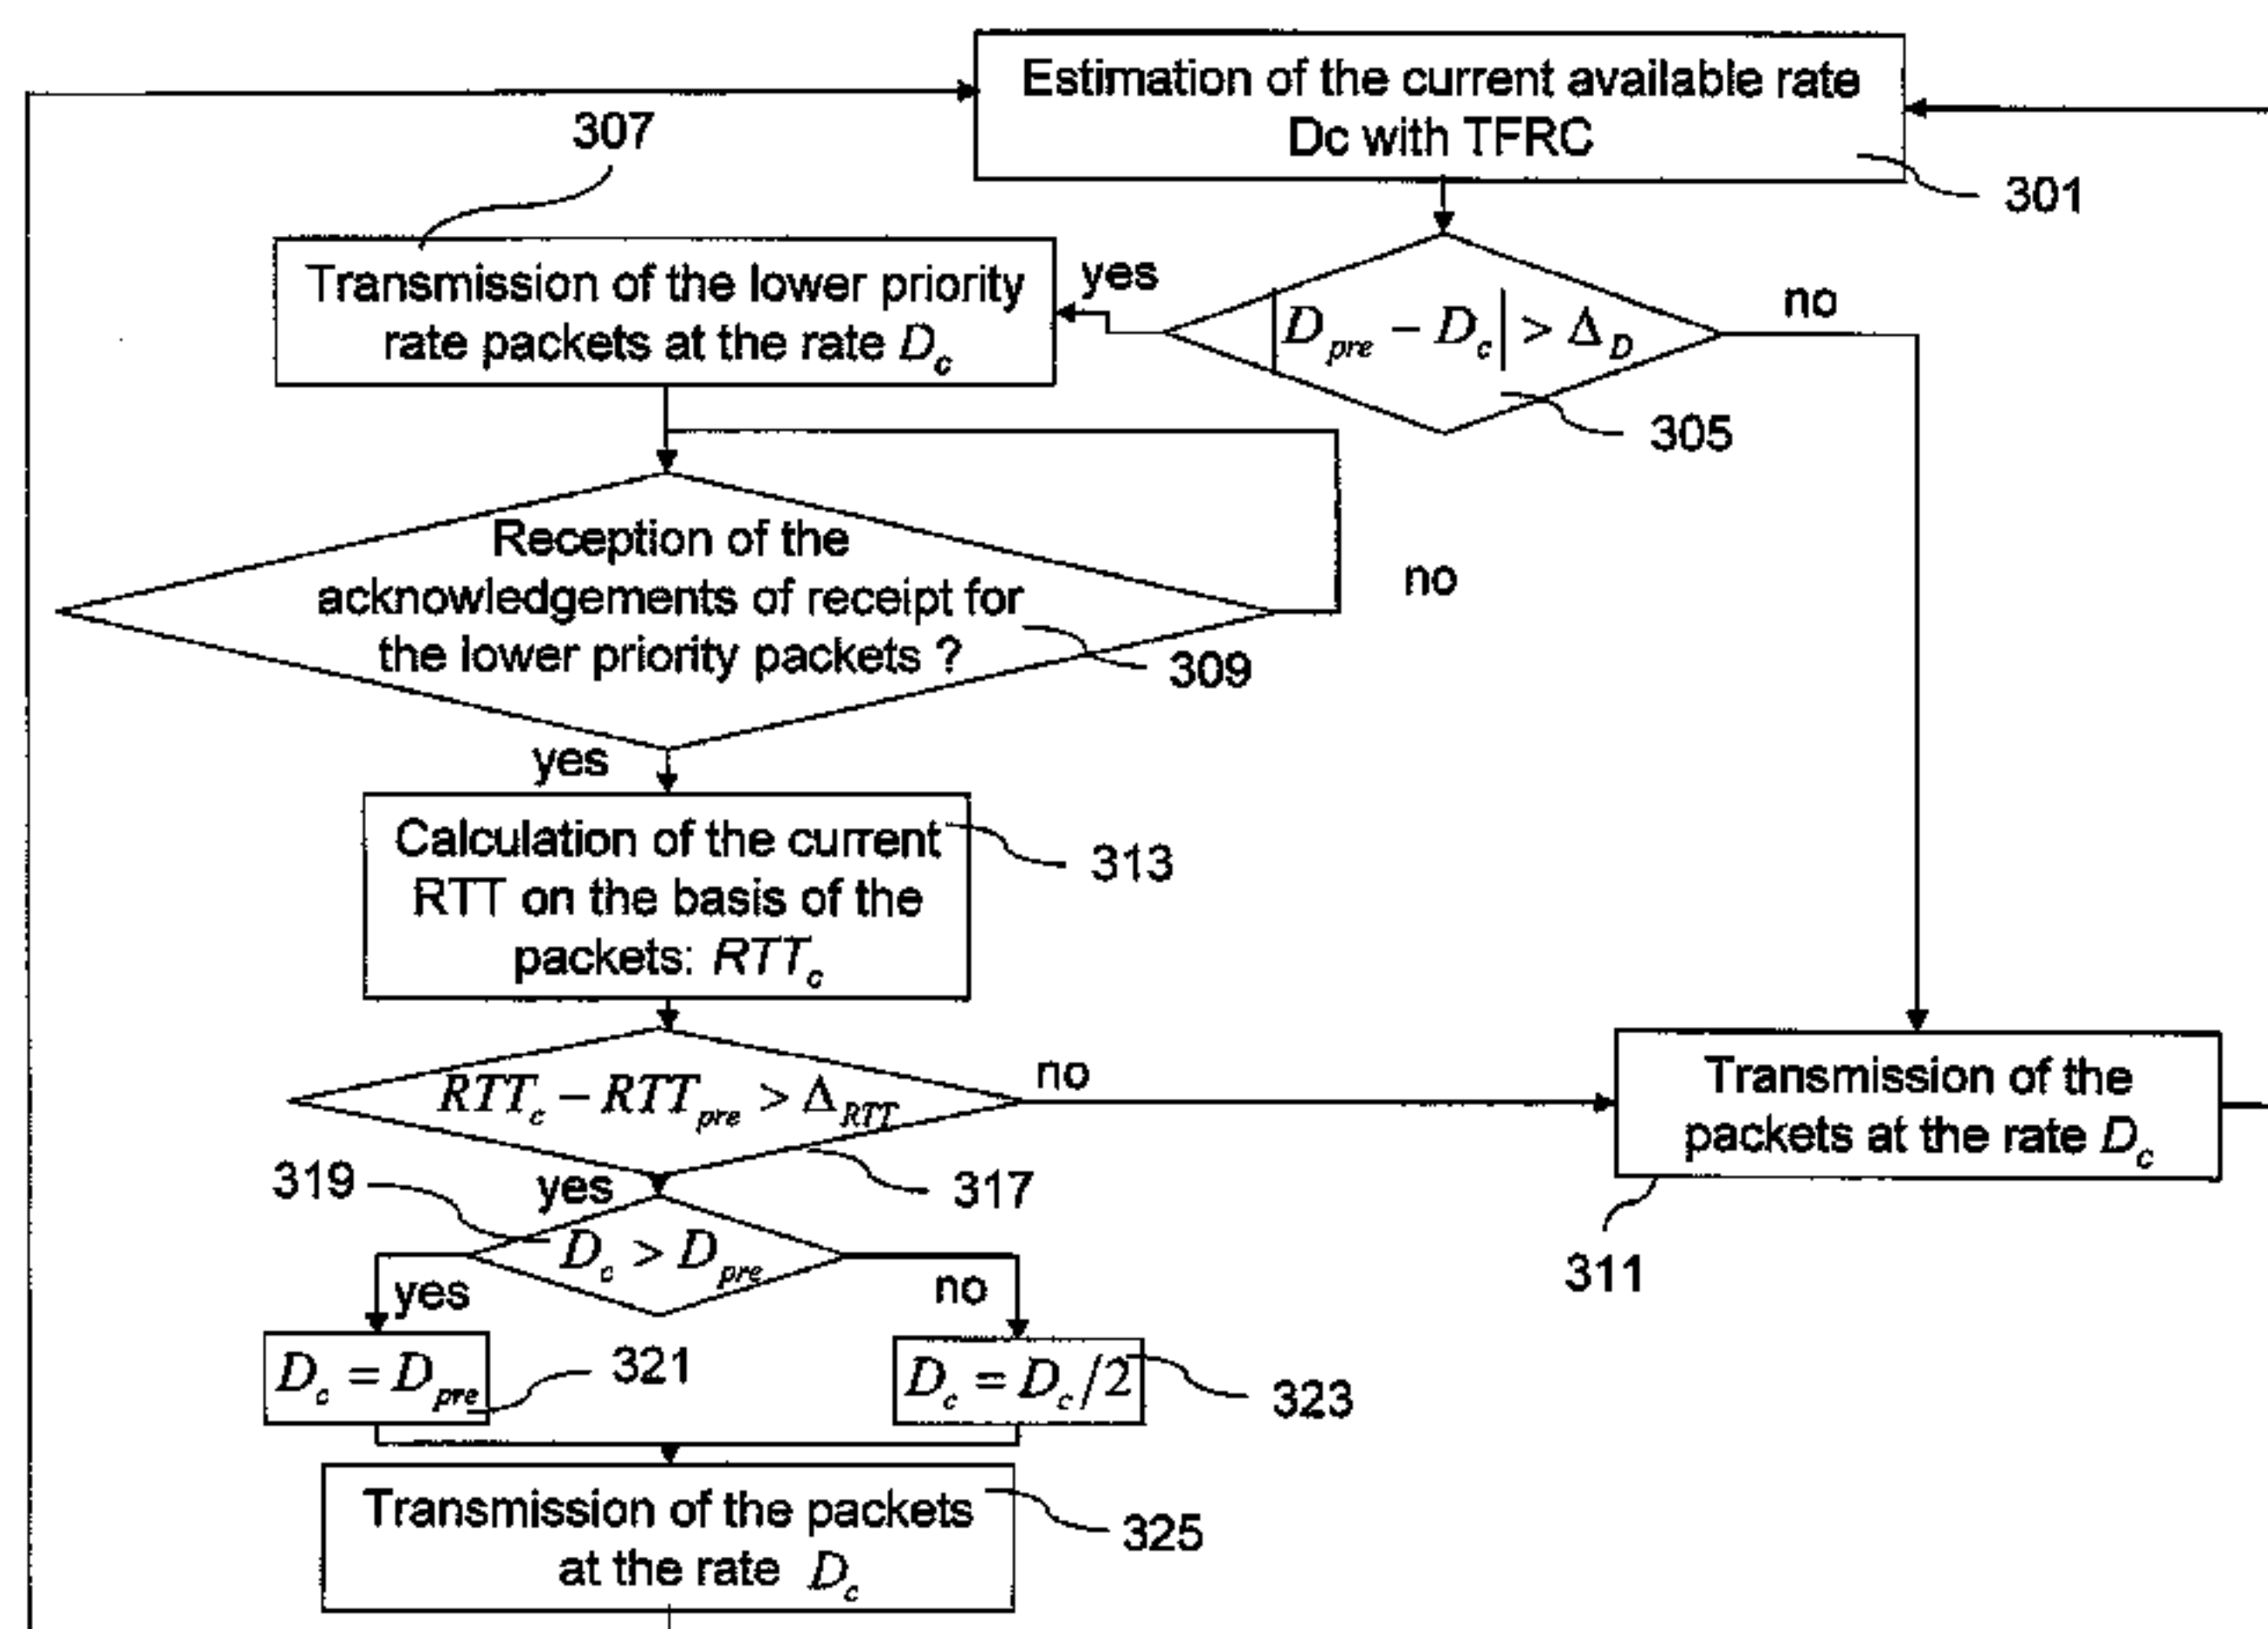 Estimation of the current available rate
Dc with TFRC
301
307
Transmission of the lower priority
rate packets at the rate D_c
yes
|D_pre − D_c| > Δ_D
no
305
Reception of the
acknowledgements of receipt for
the lower priority packets ?
no
309
yes
Calculation of the current
RTT on the basis of the
packets: RTT_c
313
RTT_c − RTT_pre > Δ_RTT
no
317
Transmission of the
packets at the rate D_c
311
319
yes
D_c > D_pre
yes
no
D_c = D_pre
321
D_c = D_c/2
323
Transmission of the packets
at the rate D_c
325